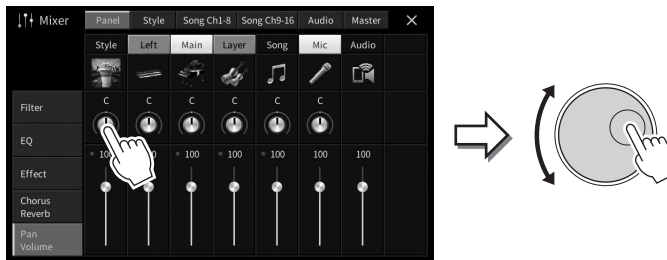 Mixer
Panel Style Song Ch1-8 Song Ch9-16 Audio Master ×
Style Left Main Layer Song Mic Audio
Filter
C C C C C C
EQ
100 100 100 100 100 100 100
Effect
Chorus
Reverb
Pan
Volume